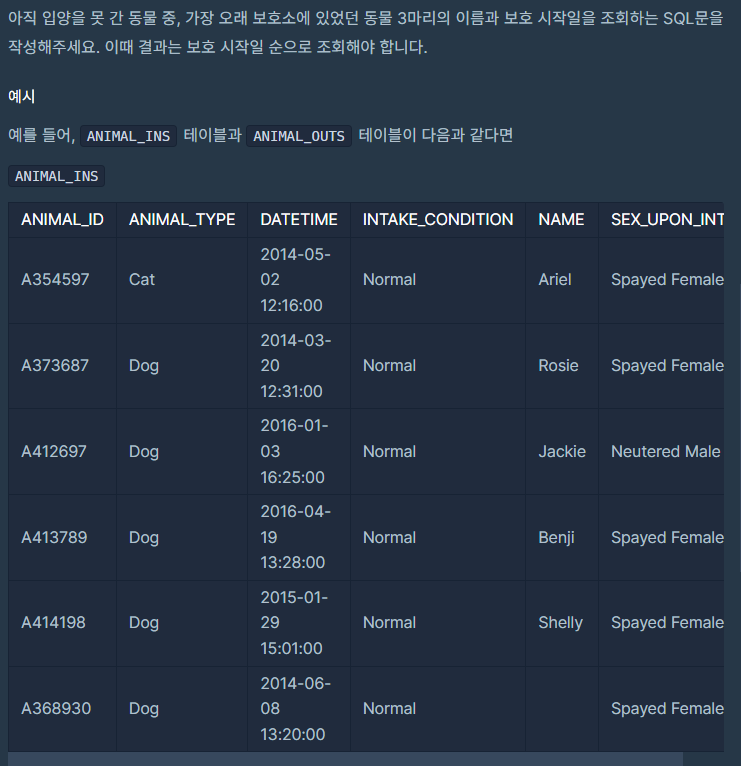 아직 입양을 못 간 동물 중, 가장 오래 보호소에 있었던 동물 3마리의 이름과 보호 시작일을 조회하는 SQL문을
작성해주세요. 이때 결과는 보호 시작일 순으로 조회해야 합니다.
예시
예를 들어, ANIMAL_INS 테이블과 ANIMAL_OUTS 테이블이 다음과 같다면
ANIMAL_INS
ANIMAL_ID ANIMAL_TYPE DATETIME INTAKE_CONDITION NAME SEX_UPON_INT
2014-05-
A354597 Cat 02 Normal Ariel Spayed Female
12:16:00
2014-03-
A373687 Dog 20 Normal Rosie Spayed Female
12:31:00
2016-01-
A412697 Dog 03 Normal Jackie Neutered Male
16:25:00
2016-04-
A413789 Dog 19 Normal Benji Spayed Female
13:28:00
2015-01-
A414198 Dog 29 Normal Shelly Spayed Female
15:01:00
2014-06-
A368930 Dog 08 Normal Spayed Female
13:20:00